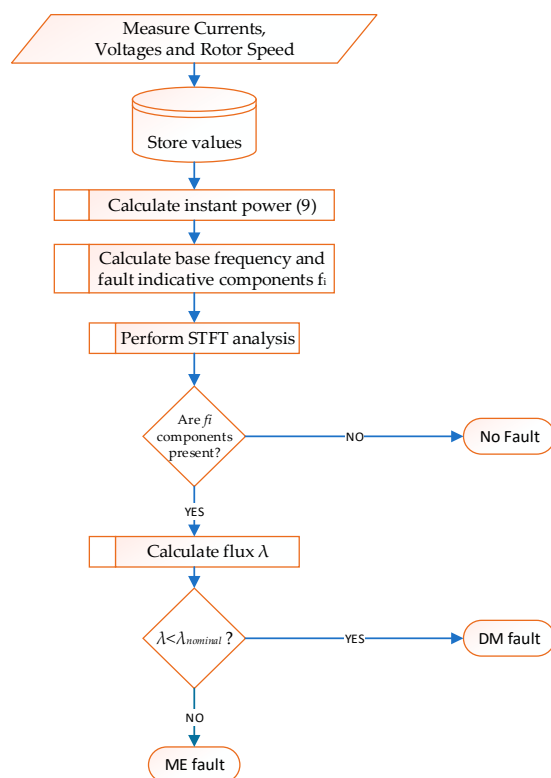 Measure Currents,
Voltages and Rotor Speed
Store values
Calculate instant power (9)
Calculate base frequency and
fault indicative components fᵢ
Perform STFT analysis
Are fi
components
present?
NO
No Fault
YES
Calculate flux λ
λ<λnominal ?
YES
DM fault
NO
ME fault